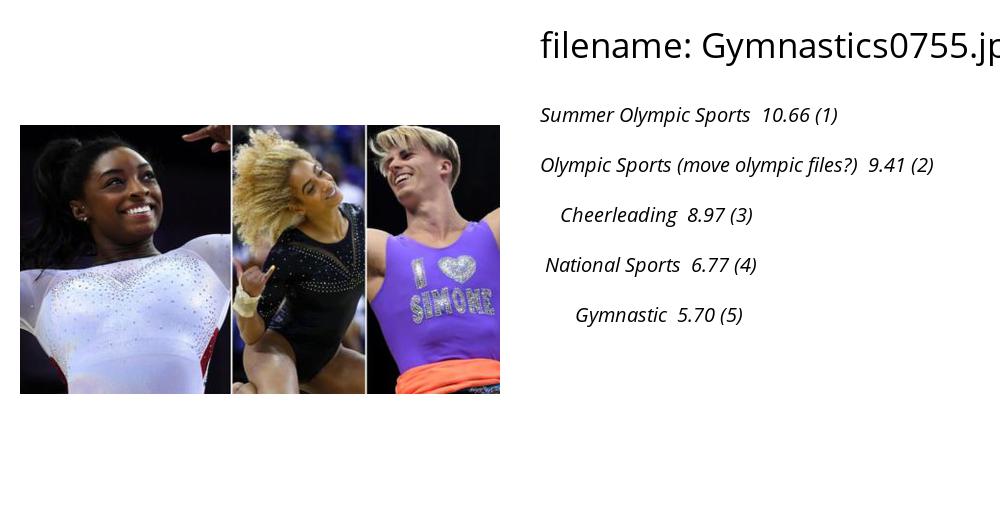 filename: Gymnastics0755.jp
Summer Olympic Sports 10.66 (1)
Olympic Sports (move olympic files?) 9.41 (2)
Cheerleading 8.97 (3)
National Sports 6.77 (4)
Gymnastic 5.70 (5)
I
SIMONE